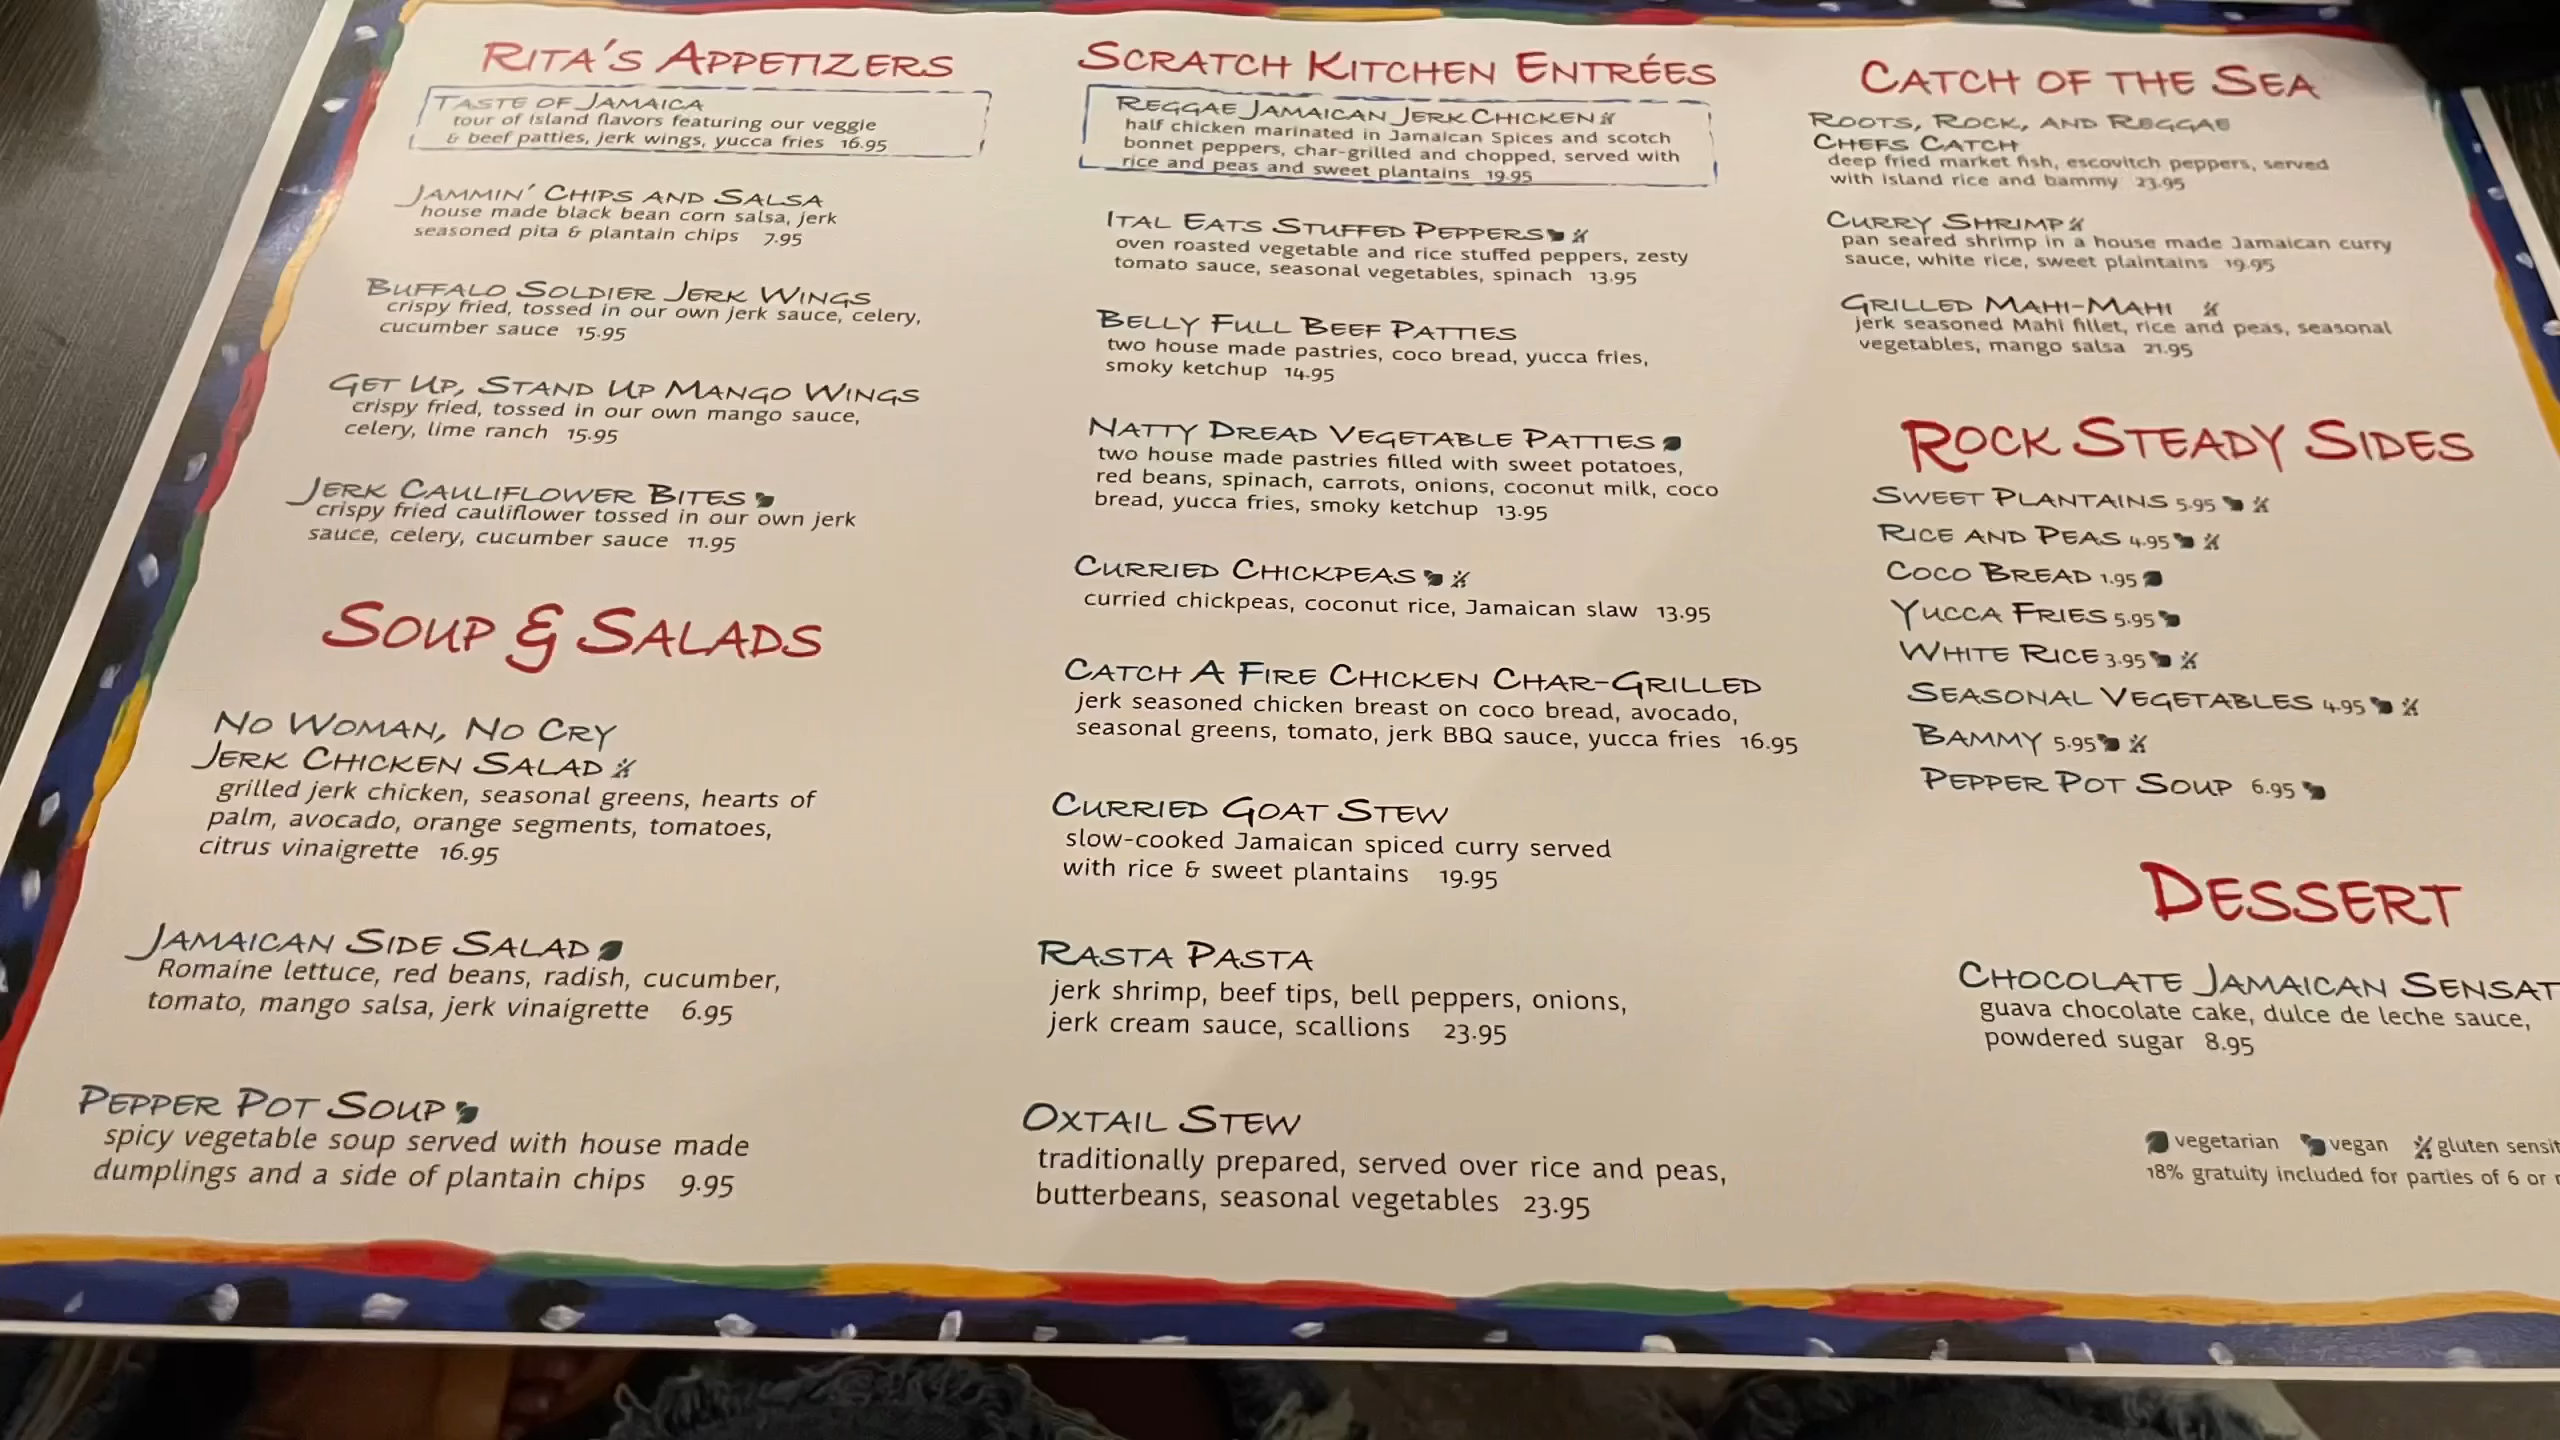 RITA'S APPETIZERS
TASTE OF JAMAICA
tour of island flavors featuring our veggie
& beef patties, jerk wings, yucca fries 16.95
JAMMIN' CHIPS AND SALSA
house made black bean corn salsa, jerk
seasoned pita & plantain chips 7.95
BUFFALO SOLDIER JERK WINGS
crispy fried, tossed in our own jerk sauce, celery,
cucumber sauce 15.95
GET UP, STAND UP MANGO WINGS
crispy fried, tossed in our own mango sauce,
celery, lime ranch 15.95
JERK CAULIFLOWER BITES
crispy fried cauliflower tossed in our own jerk
sauce, celery, cucumber sauce 11.95
SOUP & SALADS
NO WOMAN, NO CRY
JERK CHICKEN SALAD
grilled jerk chicken, seasonal greens, hearts of
palm, avocado, orange segments, tomatoes,
citrus vinaigrette 16.95
JAMAICAN SIDE SALAD
Romaine lettuce, red beans, radish, cucumber,
tomato, mango salsa, jerk vinaigrette 6.95
PEPPER POT SOUP
spicy vegetable soup served with house made
dumplings and a side of plantain chips 9.95
SCRATCH KITCHEN ENTRÉES
REGGAE JAMAICAN JERK CHICKEN
half chicken marinated in Jamaican Spices and scotch
bonnet peppers, char-grilled and chopped, served with
rice and peas and sweet plantains 19.95
ITAL EATS STUFFED PEPPERS
oven roasted vegetable and rice stuffed peppers, zesty
tomato sauce, seasonal vegetables, spinach 13.95
BELLY FULL BEEF PATTIES
two house made pastries, coco bread, yucca fries,
smoky ketchup 14.95
NATTY DREAD VEGETABLE PATTIES
two house made pastries filled with sweet potatoes,
red beans, spinach, carrots, onions, coconut milk, coco
bread, yucca fries, smoky ketchup 13.95
CURRIED CHICKPEAS
curried chickpeas, coconut rice, Jamaican slaw 13.95
CATCH A FIRE CHICKEN CHAR-GRILLED
jerk seasoned chicken breast on coco bread, avocado,
seasonal greens, tomato, jerk BBQ sauce, yucca fries 16.95
CURRIED GOAT STEW
slow-cooked Jamaican spiced curry served
with rice & sweet plantains 19.95
RASTA PASTA
jerk shrimp, beef tips, bell peppers, onions,
jerk cream sauce, scallions 23.95
OXTAIL STEW
traditionally prepared, served over rice and peas,
butterbeans, seasonal vegetables 23.95
CATCH OF THE SEA
ROOTS, ROCK, AND REGGAE
CHEFS CATCH
deep fried market fish, escovitch peppers, served
with island rice and bammy 23.95
CURRY SHRIMP
pan seared shrimp in a house made Jamaican curry
sauce, white rice, sweet plaintains 19.95
GRILLED MAHI-MAHI
jerk seasoned Mahi fillet, rice and peas, seasonal
vegetables, mango salsa 21.95
ROCK STEADY SIDES
SWEET PLANTAINS 5.95
RICE AND PEAS 4.95
COCO BREAD 1.95
YUCCA FRIES 5.95
WHITE RICE 3.95
SEASONAL VEGETABLES 4.95
BAMMY 5.95
PEPPER POT SOUP 6.95
DESSERT
CHOCOLATE JAMAICAN SENSAT
guava chocolate cake, dulce de leche sauce,
powdered sugar 8.95
vegetarian vegan gluten sensit
18% gratuity included for parties of 6 or